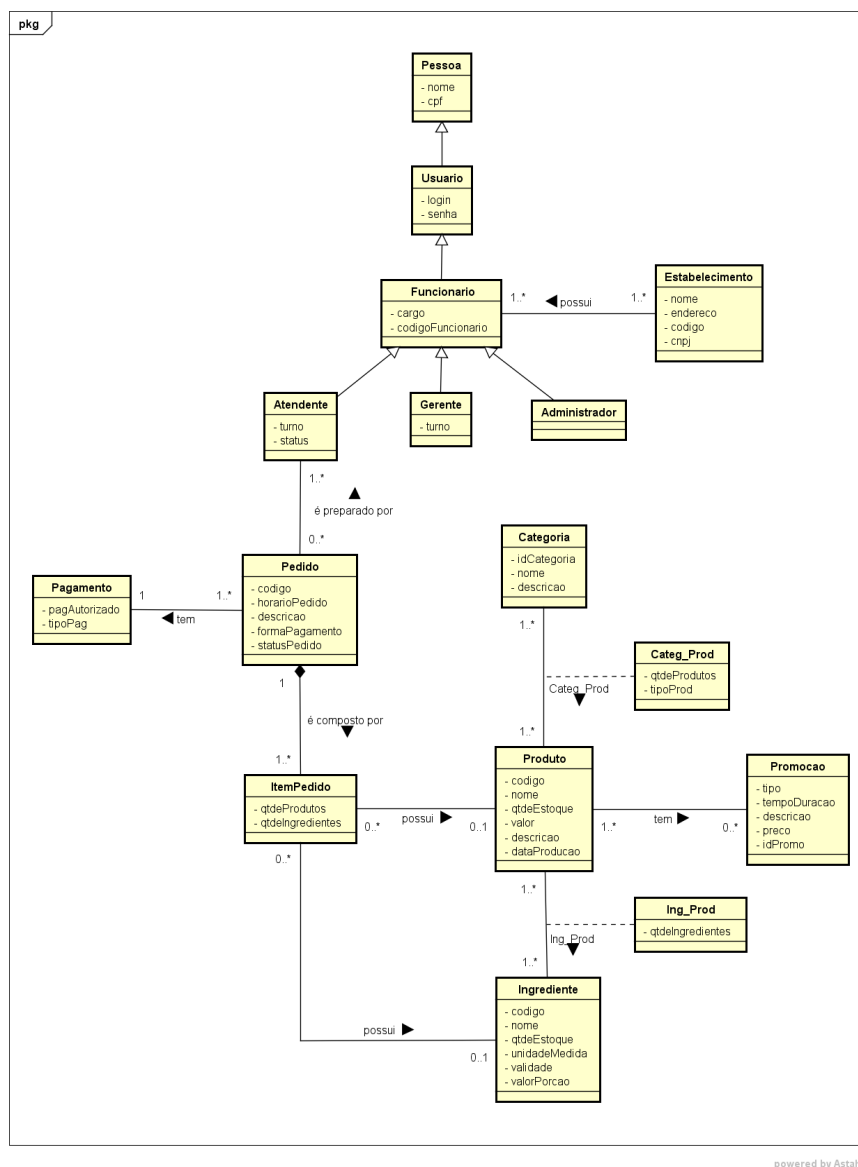 pkg
Pessoa
- nome
- cpf
Usuario
- login
- senha
Funcionario
- cargo
- codigoFuncionario
1..*
◀ possui
1..*
Estabelecimento
- nome
- endereco
- codigo
- cnpj
Atendente
- turno
- status
Gerente
- turno
Administrador
1..*
▲
é preparado por
0..*
Pagamento
- pagAutorizado
- tipoPag
1
1..*
◀ tem
Pedido
- codigo
- horarioPedido
- descricao
- formaPagamento
- statusPedido
Categoria
- idCategoria
- nome
- descricao
1..*
Categ_Prod
▼
1..*
Categ_Prod
- qtdeProdutos
- tipoProd
1
é composto por
▼
1..*
ItemPedido
- qtdeProdutos
- qtdeIngredientes
0..*
possui ▶
0..1
Produto
- codigo
- nome
- qtdeEstoque
- valor
- descricao
- dataProducao
1..*
tem ▶
0..*
Promocao
- tipo
- tempoDuracao
- descricao
- preco
- idPromo
0..*
1..*
Ing_Prod
▼
1..*
Ing_Prod
- qtdeIngredientes
possui ▶
0..1
Ingrediente
- codigo
- nome
- qtdeEstoque
- unidadeMedida
- validade
- valorPorcao
powered by Astah